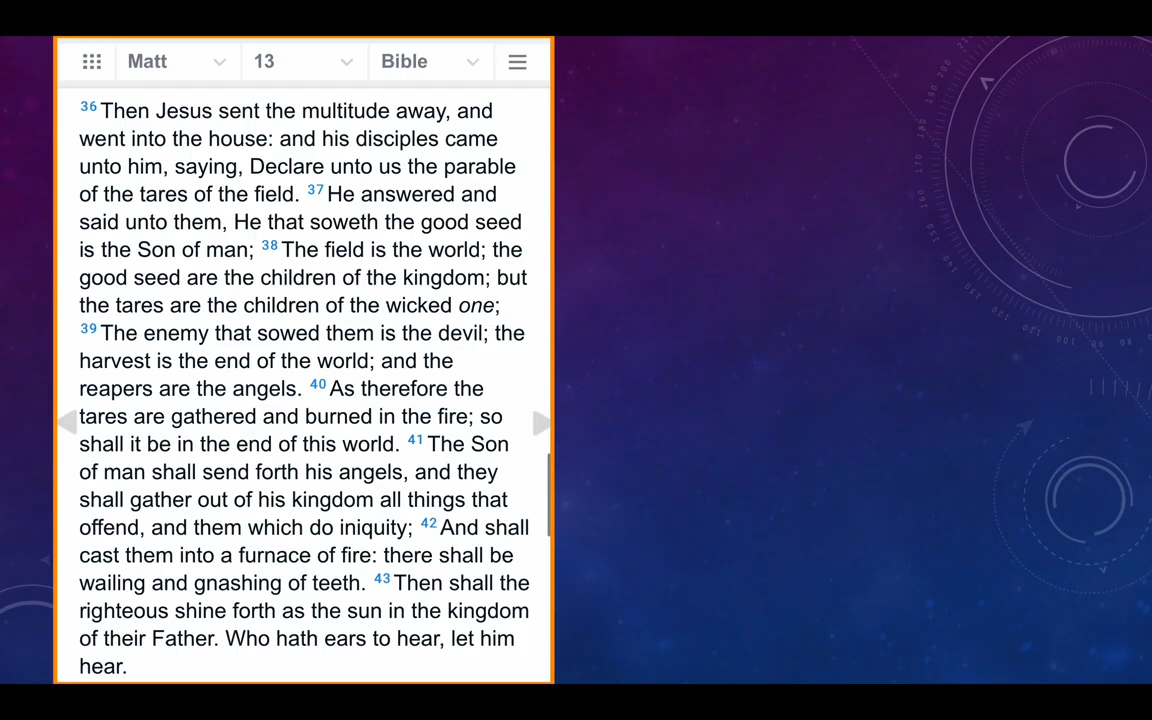 Matt 13 Bible
36 Then Jesus sent the multitude away, and
went into the house: and his disciples came
unto him, saying, Declare unto us the parable
of the tares of the field. 37 He answered and
said unto them, He that soweth the good seed
is the Son of man; 38 The field is the world; the
good seed are the children of the kingdom; but
the tares are the children of the wicked one;
39 The enemy that sowed them is the devil; the
harvest is the end of the world; and the
reapers are the angels. 40 As therefore the
tares are gathered and burned in the fire; so
shall it be in the end of this world. 41 The Son
of man shall send forth his angels, and they
shall gather out of his kingdom all things that
offend, and them which do iniquity; 42 And shall
cast them into a furnace of fire: there shall be
wailing and gnashing of teeth. 43 Then shall the
righteous shine forth as the sun in the kingdom
of their Father. Who hath ears to hear, let him
hear.